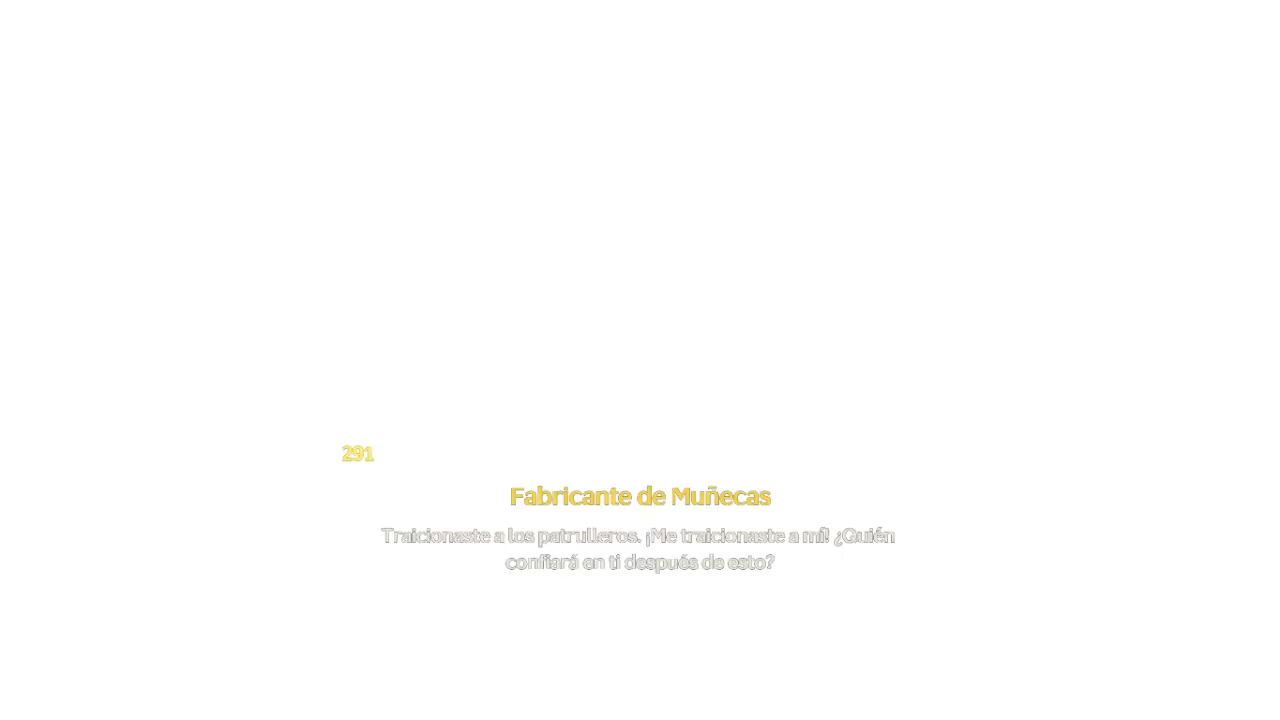 291
Fabricante de Muñecas
Traicionaste a los patrulleros. ¡Me traicionaste a mí! ¿Quién
confiará en ti después de esto?